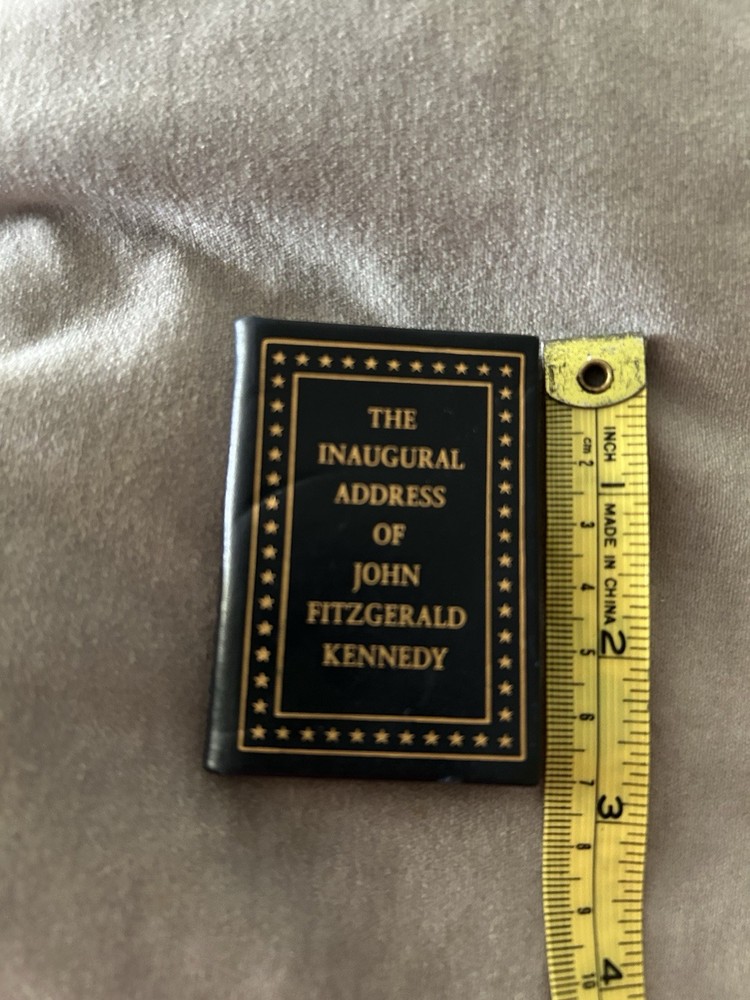 THE
INAUGURAL
ADDRESS
OF
JOHN
FITZGERALD
KENNEDY
INCH 1 MADE IN CHINA 2 3 4
cm 2 3 4 5 6 7 8 9 10